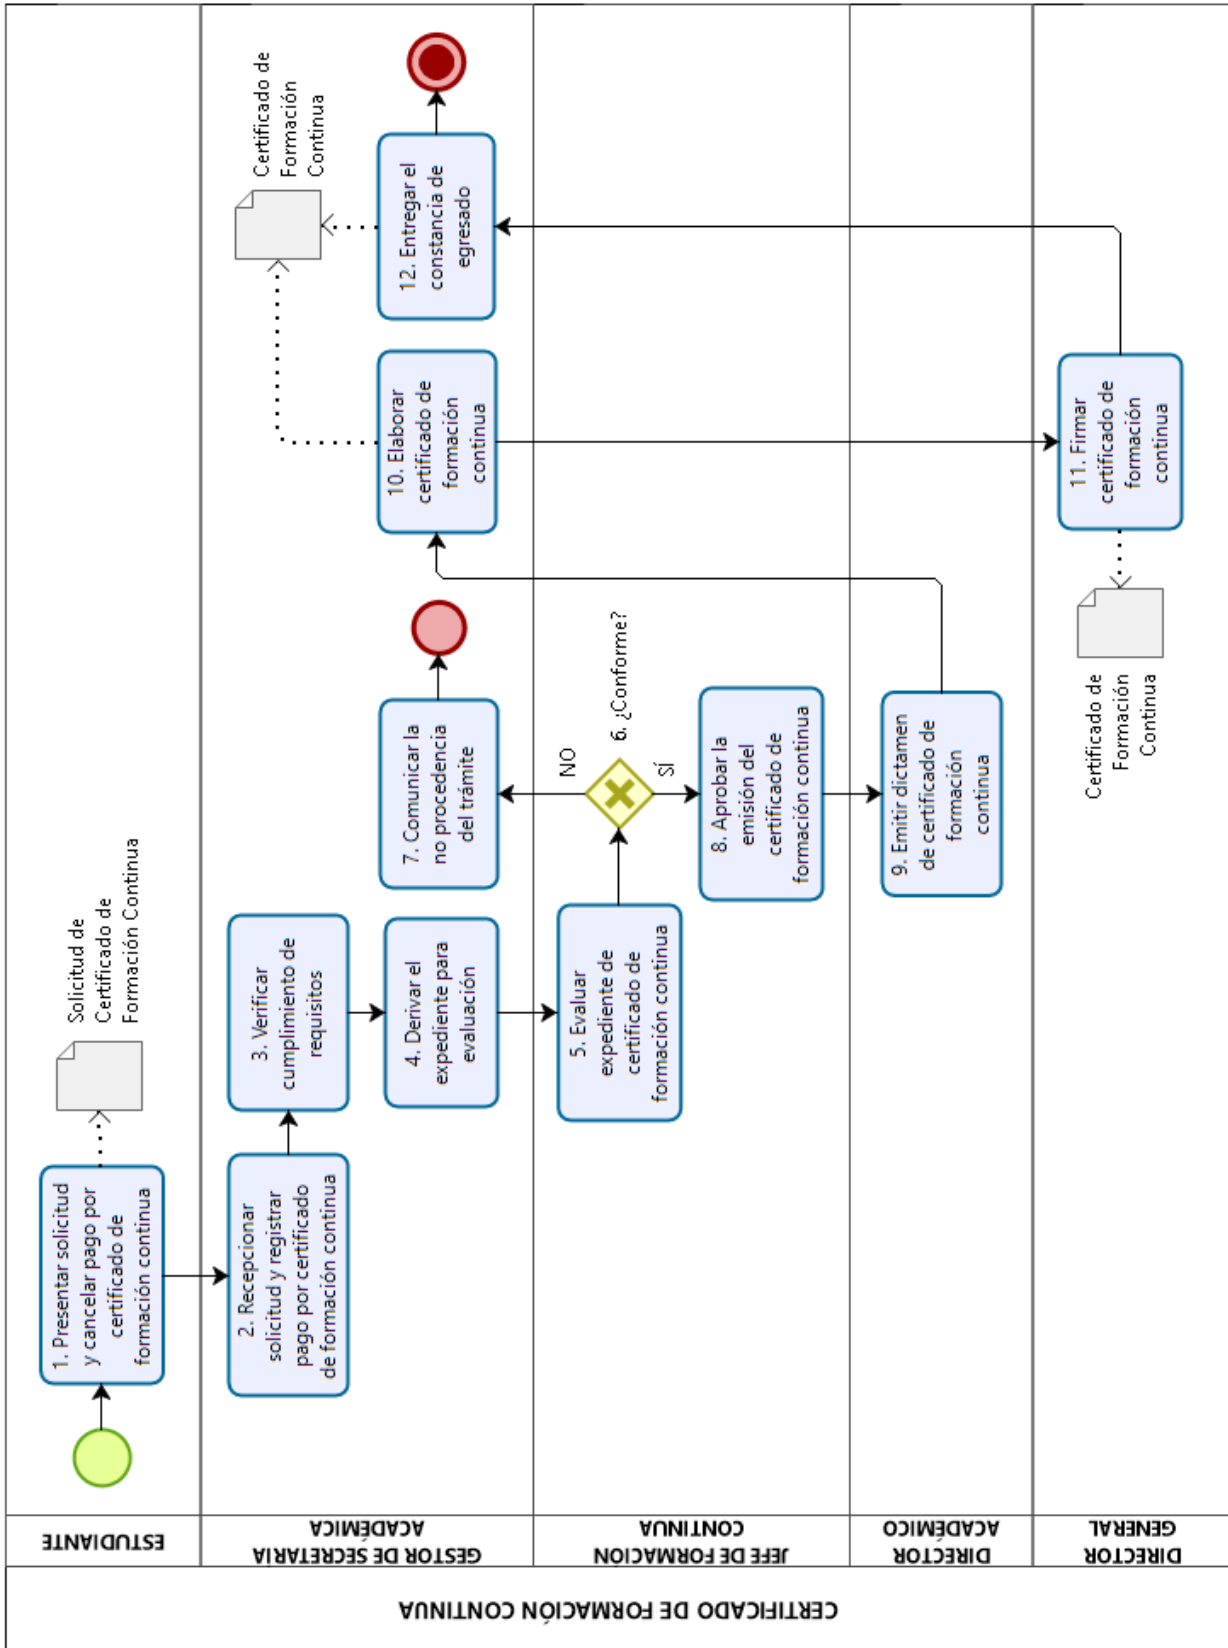 CERTIFICADO DE FORMACIÓN CONTINUA
ESTUDIANTE
1. Presentar solicitud
y cancelar pago por
certificado de
formación continua
Solicitud de
Certificado de
Formación Continua
GESTOR DE SECRETARIA
ACADÉMICA
2. Recepcionar
solicitud y registrar
pago por certificado
de formación continua
3. Verificar
cumplimiento de
requisitos
4. Derivar el
expediente para
evaluación
7. Comunicar la
no procedencia
del trámite
10. Elaborar
certificado de
formación
continua
12. Entregar el
constancia de
egresado
Certificado de
Formación
Continua
JEFE DE FORMACION
CONTINUA
5. Evaluar
expediente de
certificado de
formación continua
6. ¿Conforme?
NO
SÍ
8. Aprobar la
emisión del
certificado de
formación continua
DIRECTOR
ACADÉMICO
9. Emitir dictamen
de certificado de
formación
continua
DIRECTOR
GENERAL
Certificado de
Formación
Continua
11. Firmar
certificado de
formación
continua